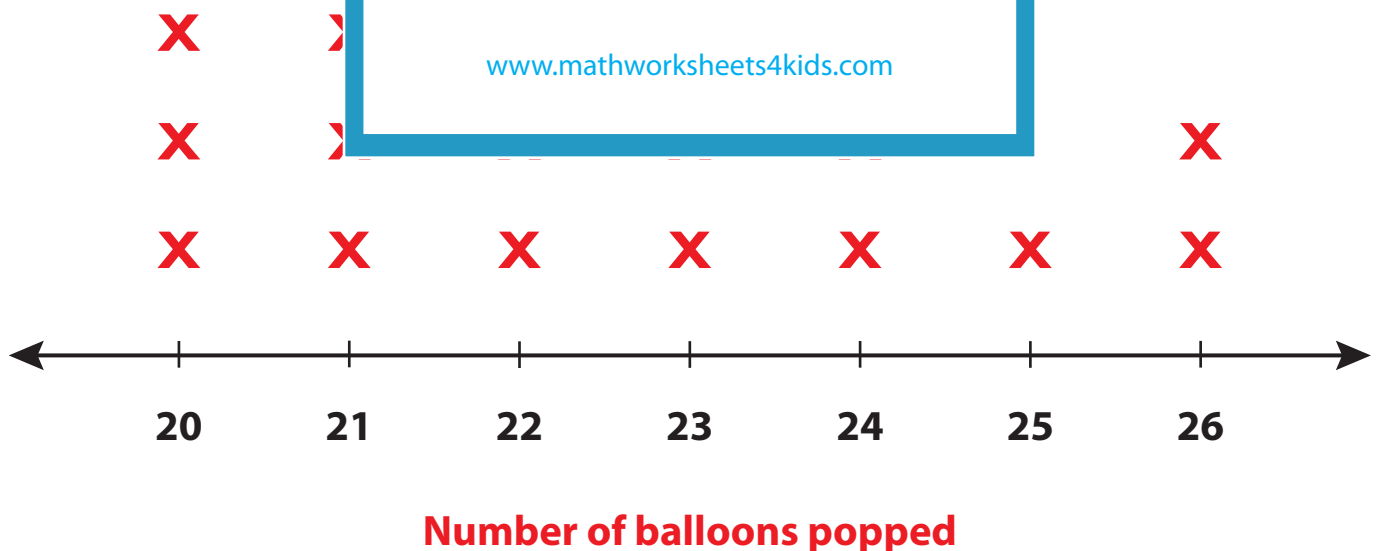 x x
www.mathworksheets4kids.com
x x x
x x x x x x x
20 21 22 23 24 25 26
Number of balloons popped